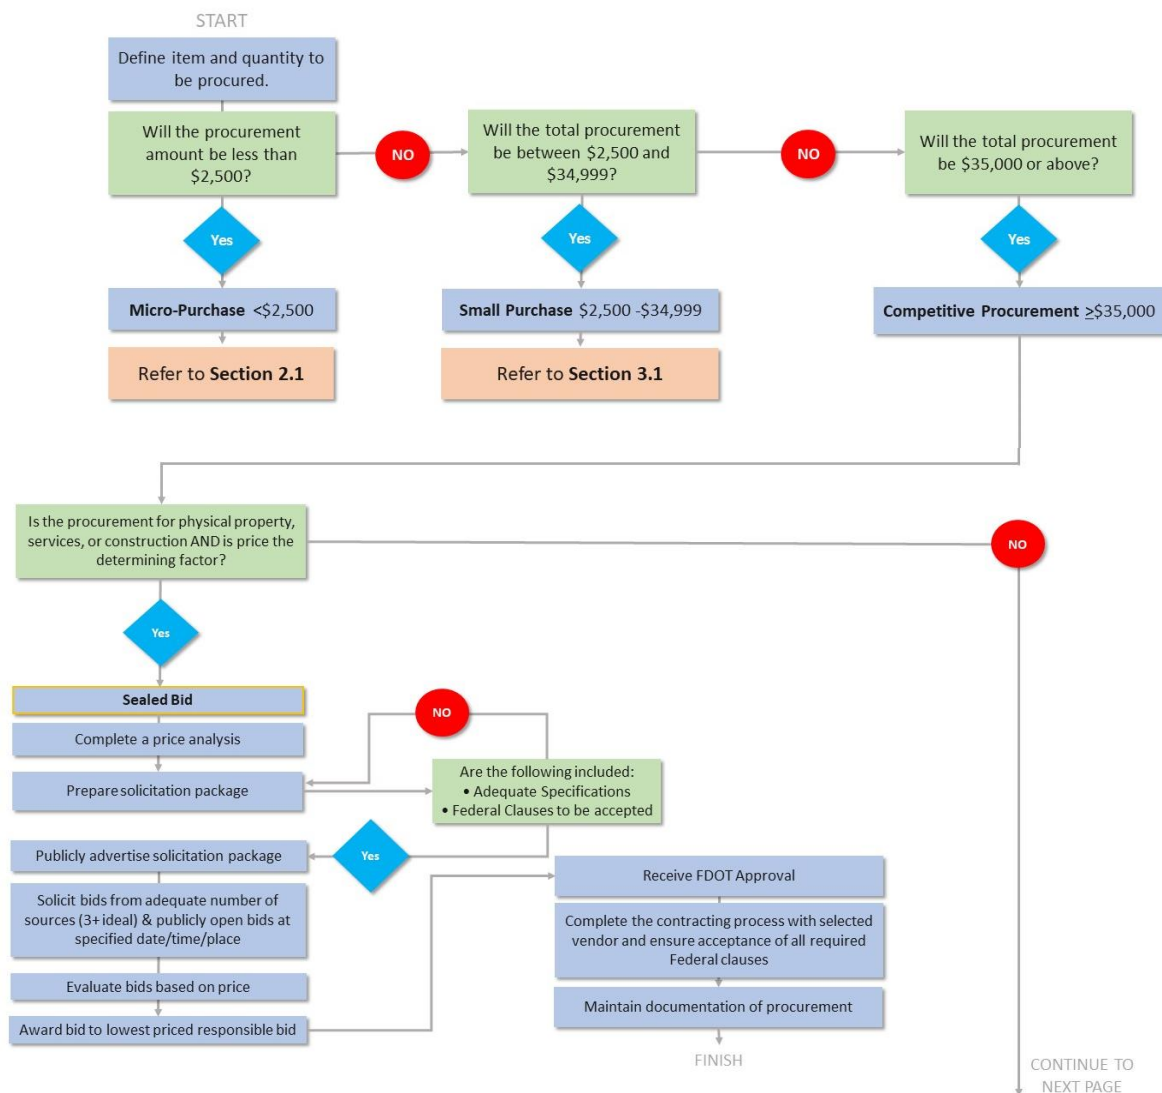 START
Define item and quantity to
be procured.
Will the procurement
amount be less than
$2,500?
NO
Will the total procurement
be between $2,500 and
$34,999?
NO
Will the total procurement
be $35,000 or above?
Yes
Yes
Yes
Micro-Purchase <$2,500
Small Purchase $2,500 -$34,999
Competitive Procurement ≥$35,000
Refer to Section 2.1
Refer to Section 3.1
Is the procurement for physical property,
services, or construction AND is price the
determining factor?
NO
Yes
Sealed Bid
Complete a price analysis
Prepare solicitation package
NO
Are the following included:
• Adequate Specifications
• Federal Clauses to be accepted
Yes
Publicly advertise solicitation package
Solicit bids from adequate number of
sources (3+ ideal) & publicly open bids at
specified date/time/place
Evaluate bids based on price
Award bid to lowest priced responsible bid
Receive FDOT Approval
Complete the contracting process with selected
vendor and ensure acceptance of all required
Federal clauses
Maintain documentation of procurement
FINISH
CONTINUE TO
NEXT PAGE